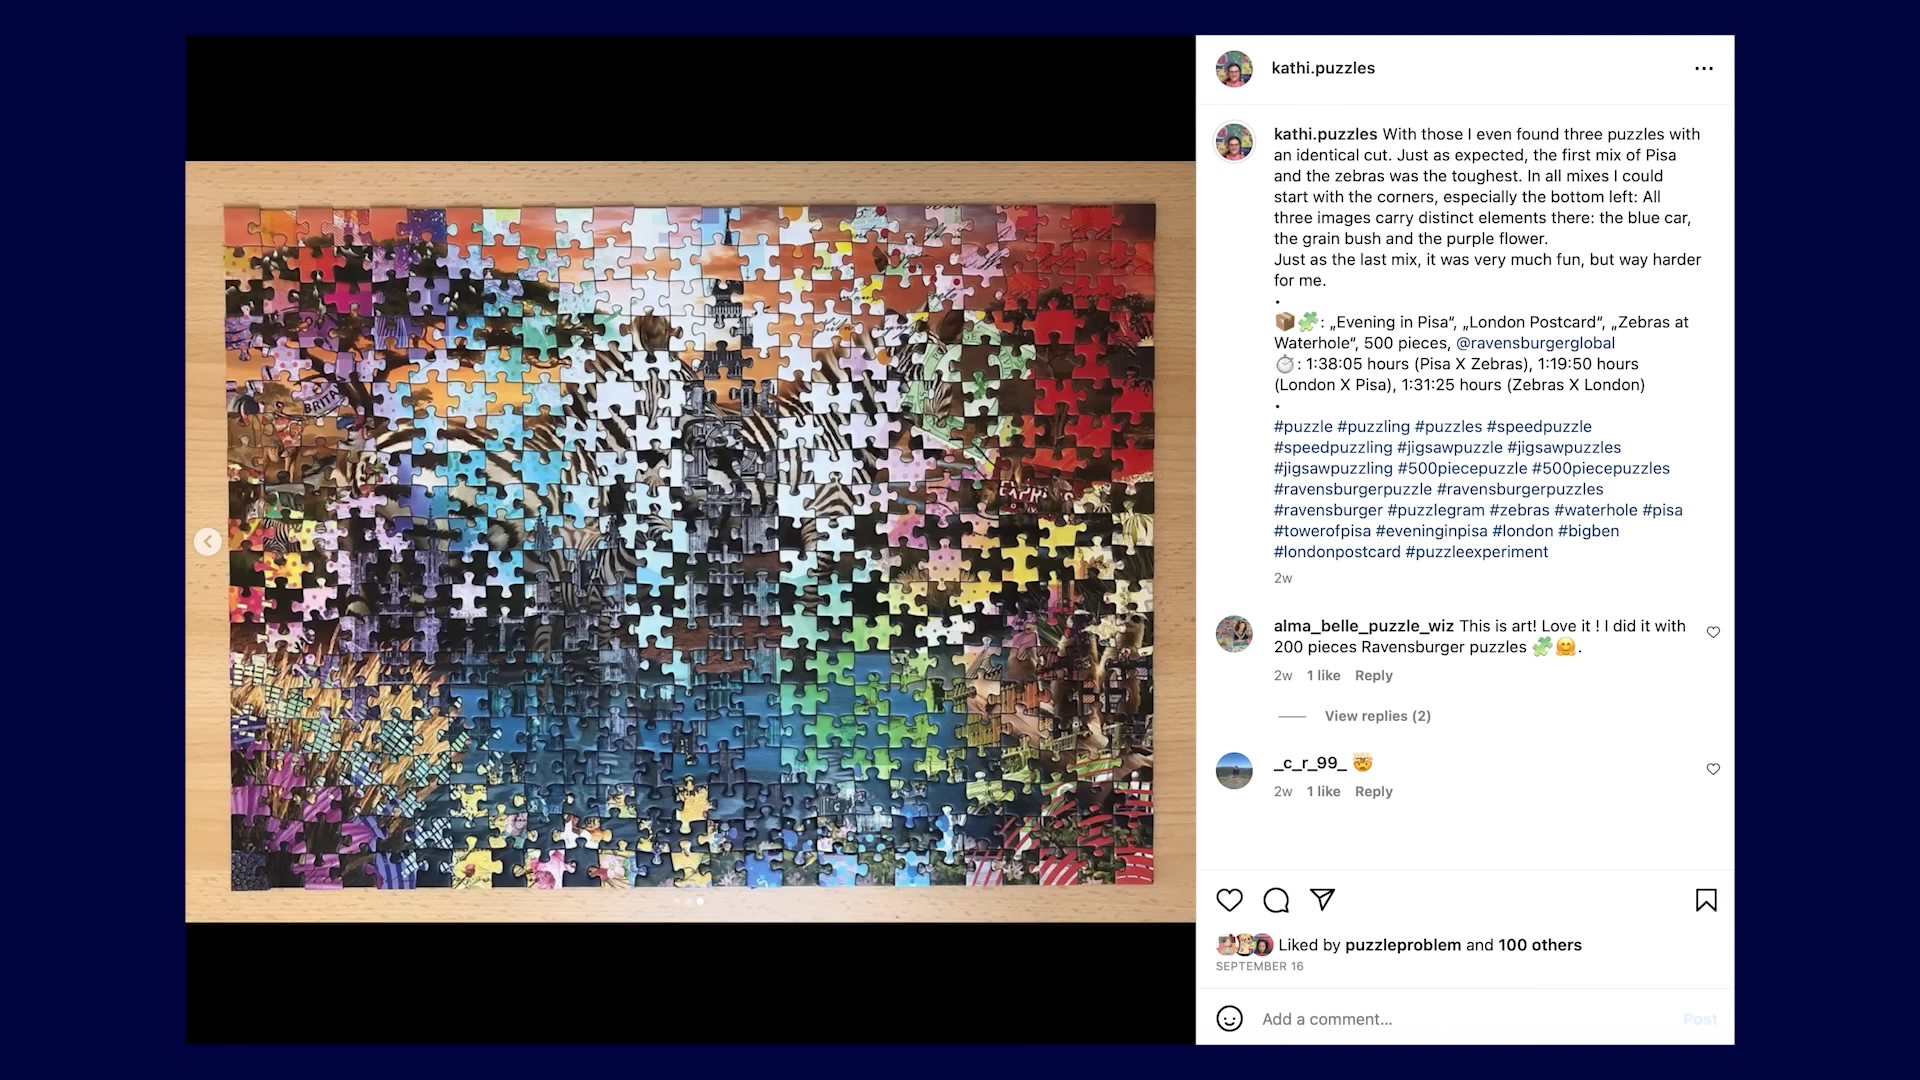 kathi.puzzles
kathi.puzzles With those I even found three puzzles with
an identical cut. Just as expected, the first mix of Pisa
and the zebras was the toughest. In all mixes I could
start with the corners, especially the bottom left: All
three images carry distinct elements there: the blue car,
the grain bush and the purple flower.
Just as the last mix, it was very much fun, but way harder
for me.
•
📦🧩: „Evening in Pisa“, „London Postcard“, „Zebras at
Waterhole“, 500 pieces, @ravensburgerglobal
⏱: 1:38:05 hours (Pisa X Zebras), 1:19:50 hours
(London X Pisa), 1:31:25 hours (Zebras X London)
•
#puzzle #puzzling #puzzles #speedpuzzle
#speedpuzzling #jigsawpuzzle #jigsawpuzzles
#jigsawpuzzling #500piecepuzzle #500piecepuzzles
#ravensburgerpuzzle #ravensburgerpuzzles
#ravensburger #puzzlegram #zebras #waterhole #pisa
#towerofpisa #eveninginpisa #london #bigben
#londonpostcard #puzzleexperiment
2w
alma_belle_puzzle_wiz This is art! Love it ! I did it with
200 pieces Ravensburger puzzles 🧩🤗.
2w 1 like Reply
View replies (2)
_c_r_99_ 🤯
2w 1 like Reply
Liked by puzzleproblem and 100 others
SEPTEMBER 16
Add a comment...
Post